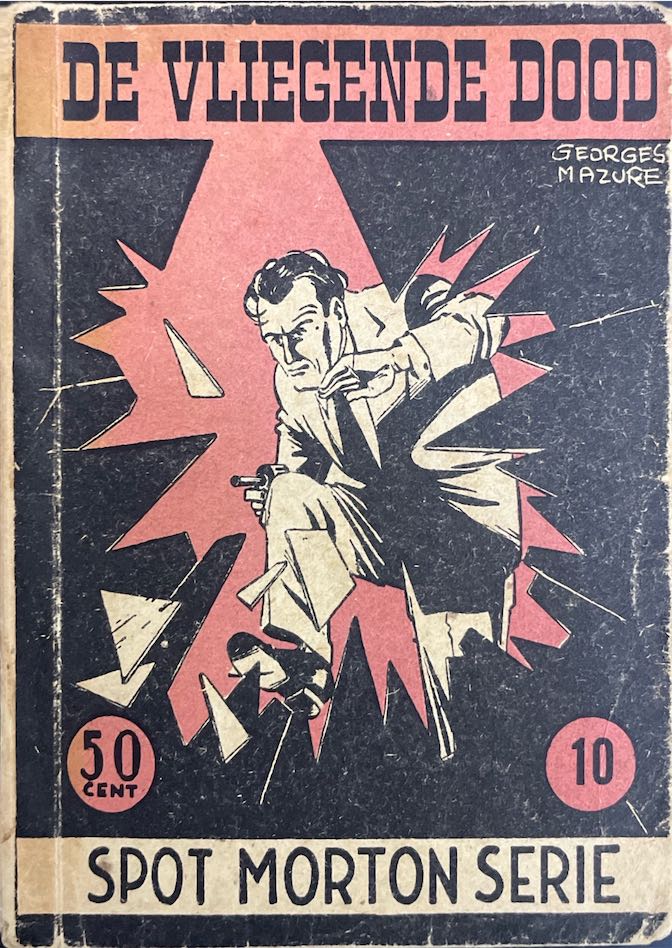 DE VLIEGENDE DOOD
GEORGES
MAZURE
50
CENT
10
SPOT MORTON SERIE